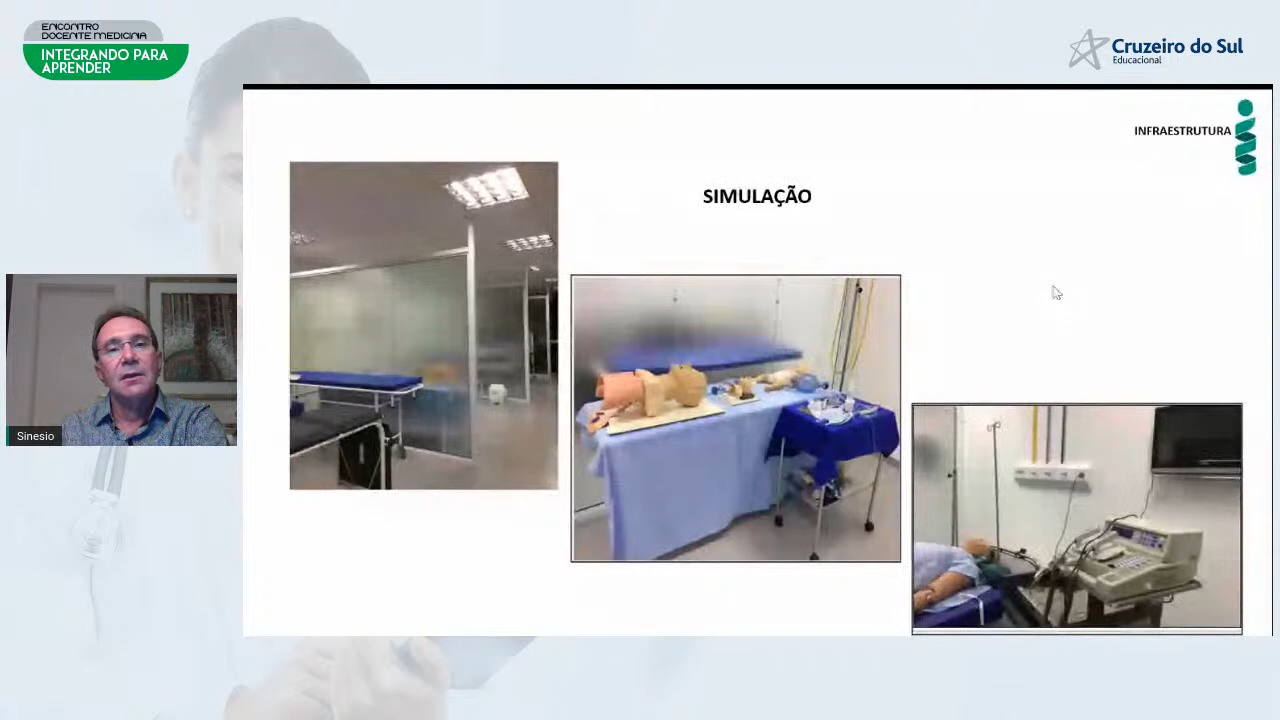 ENCONTRO
DOCENTE MEDICINA
INTEGRANDO PARA
APRENDER
Cruzeiro do Sul
Educacional
INFRAESTRUTURA
SIMULAÇÃO
Sinesio